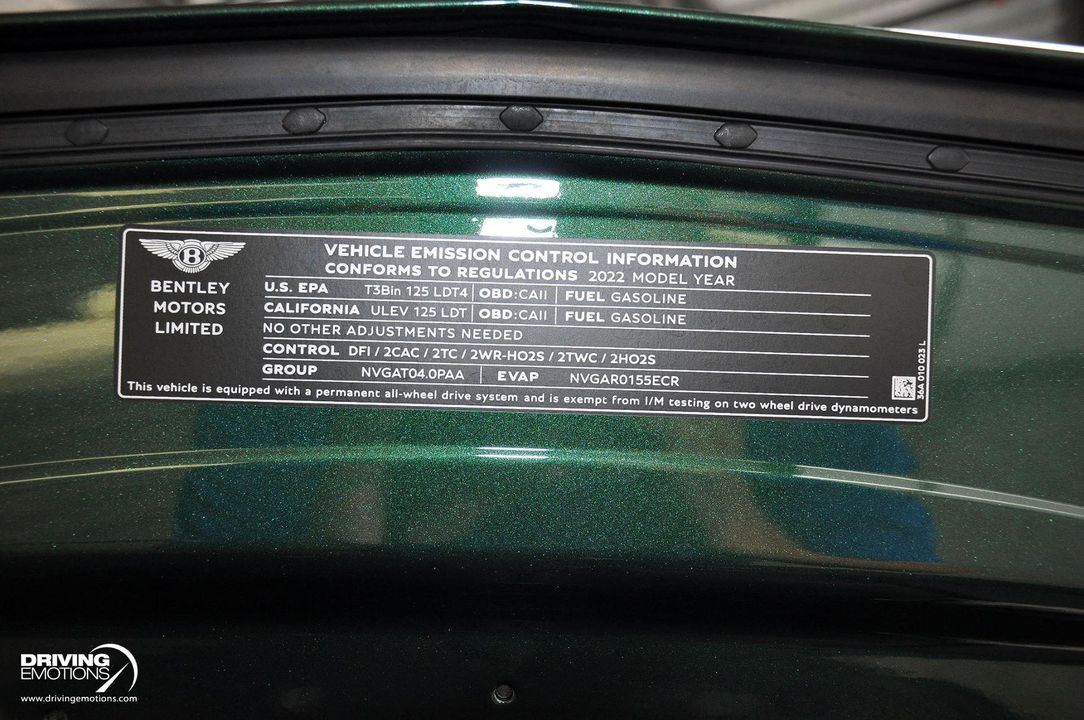 B
BENTLEY
MOTORS
LIMITED
VEHICLE EMISSION CONTROL INFORMATION
CONFORMS TO REGULATIONS 2022 MODEL YEAR
U.S. EPA T3Bin 125 LDT4 OBD:CAII FUEL GASOLINE
CALIFORNIA ULEV 125 LDT OBD:CAII FUEL GASOLINE
NO OTHER ADJUSTMENTS NEEDED
CONTROL DFI / 2CAC / 2TC / 2WR-HO2S / 2TWC / 2HO2S
GROUP NVGAT04.0PAA EVAP NVGAR0155ECR
This vehicle is equipped with a permanent all-wheel drive system and is exempt from I/M testing on two wheel drive dynamometers
36A 010 023 L
DRIVING
EMOTIONS
www.drivingemotions.com